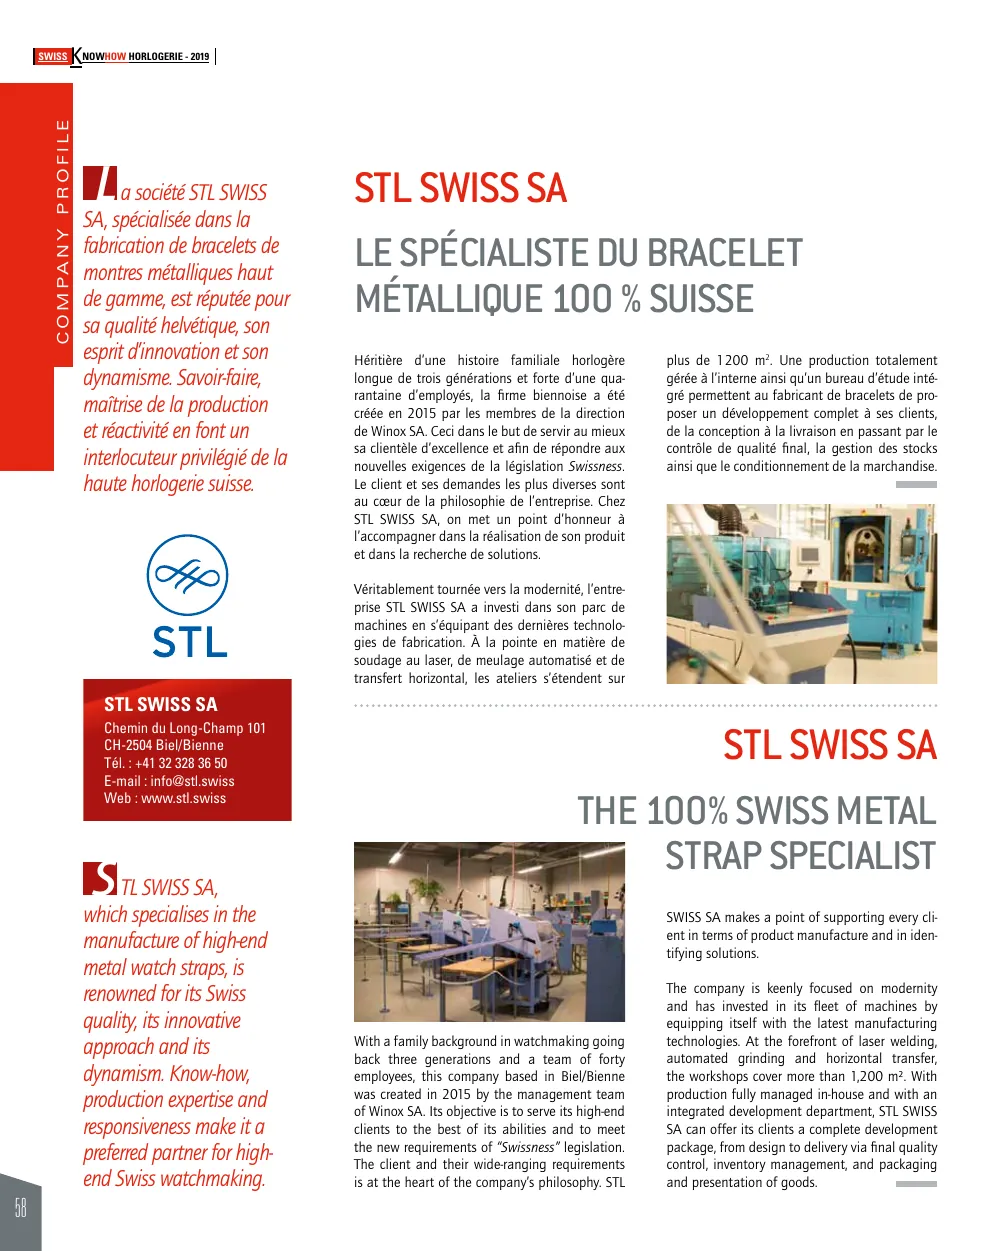 SWISS KNOWHOW HORLOGERIE - 2019
COMPANY PROFILE
La société STL SWISS
SA, spécialisée dans la
fabrication de bracelets de
montres métalliques haut
de gamme, est réputée pour
sa qualité helvétique, son
esprit d'innovation et son
dynamisme. Savoir-faire,
maîtrise de la production
et réactivité en font un
interlocuteur privilégié de la
haute horlogerie suisse.
STL
STL SWISS SA
Chemin du Long-Champ 101
CH-2504 Biel/Bienne
Tél. : +41 32 328 36 50
E-mail : info@stl.swiss
Web : www.stl.swiss
STL SWISS SA,
which specialises in the
manufacture of high-end
metal watch straps, is
renowned for its Swiss
quality, its innovative
approach and its
dynamism. Know-how,
production expertise and
responsiveness make it a
preferred partner for high-
end Swiss watchmaking.
STL SWISS SA
LE SPÉCIALISTE DU BRACELET
MÉTALLIQUE 100 % SUISSE
Héritière d'une histoire familiale horlogère
longue de trois générations et forte d'une qua-
rantaine d'employés, la firme biennoise a été
créée en 2015 par les membres de la direction
de Winox SA. Ceci dans le but de servir au mieux
sa clientèle d'excellence et afin de répondre aux
nouvelles exigences de la législation Swissness.
Le client et ses demandes les plus diverses sont
au cœur de la philosophie de l'entreprise. Chez
STL SWISS SA, on met un point d'honneur à
l'accompagner dans la réalisation de son produit
et dans la recherche de solutions.
Véritablement tournée vers la modernité, l'entre-
prise STL SWISS SA a investi dans son parc de
machines en s'équipant des dernières technolo-
gies de fabrication. À la pointe en matière de
soudage au laser, de meulage automatisé et de
transfert horizontal, les ateliers s'étendent sur
plus de 1200 m². Une production totalement
gérée à l'interne ainsi qu'un bureau d'étude inté-
gré permettent au fabricant de bracelets de pro-
poser un développement complet à ses clients,
de la conception à la livraison en passant par le
contrôle de qualité final, la gestion des stocks
ainsi que le conditionnement de la marchandise.
STL SWISS SA
THE 100% SWISS METAL
STRAP SPECIALIST
With a family background in watchmaking going
back three generations and a team of forty
employees, this company based in Biel/Bienne
was created in 2015 by the management team
of Winox SA. Its objective is to serve its high-end
clients to the best of its abilities and to meet
the new requirements of "Swissness" legislation.
The client and their wide-ranging requirements
is at the heart of the company's philosophy. STL
SWISS SA makes a point of supporting every cli-
ent in terms of product manufacture and in iden-
tifying solutions.
The company is keenly focused on modernity
and has invested in its fleet of machines by
equipping itself with the latest manufacturing
technologies. At the forefront of laser welding,
automated grinding and horizontal transfer,
the workshops cover more than 1,200 m². With
production fully managed in-house and with an
integrated development department, STL SWISS
SA can offer its clients a complete development
package, from design to delivery via final quality
control, inventory management, and packaging
and presentation of goods.
58